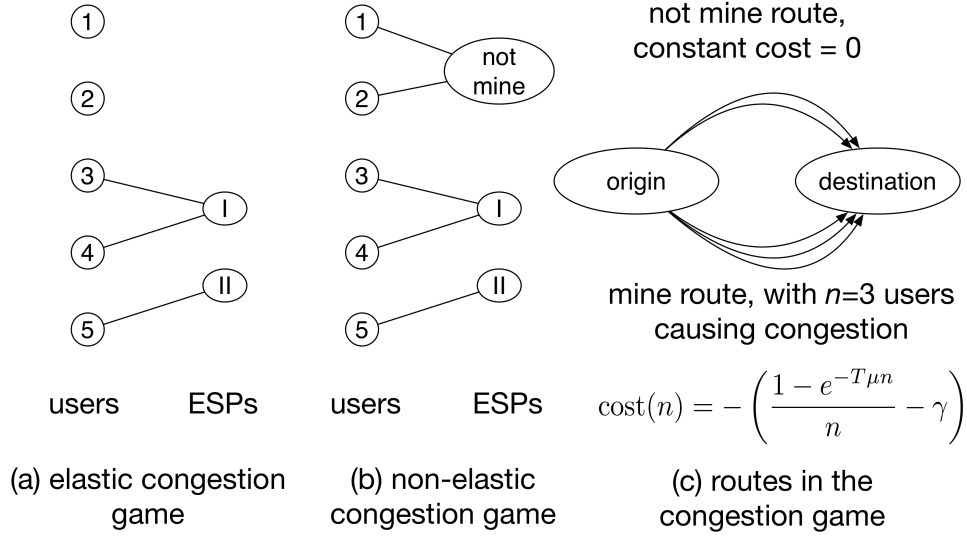 1
2
3
4
5
I
II
users
ESPs
(a) elastic congestion
game
1
2
3
4
5
not
mine
I
II
users
ESPs
(b) non-elastic
congestion game
not mine route,
constant cost = 0
origin
destination
mine route, with n=3 users
causing congestion
cost(n) = − ( (1 − e^{−Tμn}) / n − γ )
(c) routes in the
congestion game